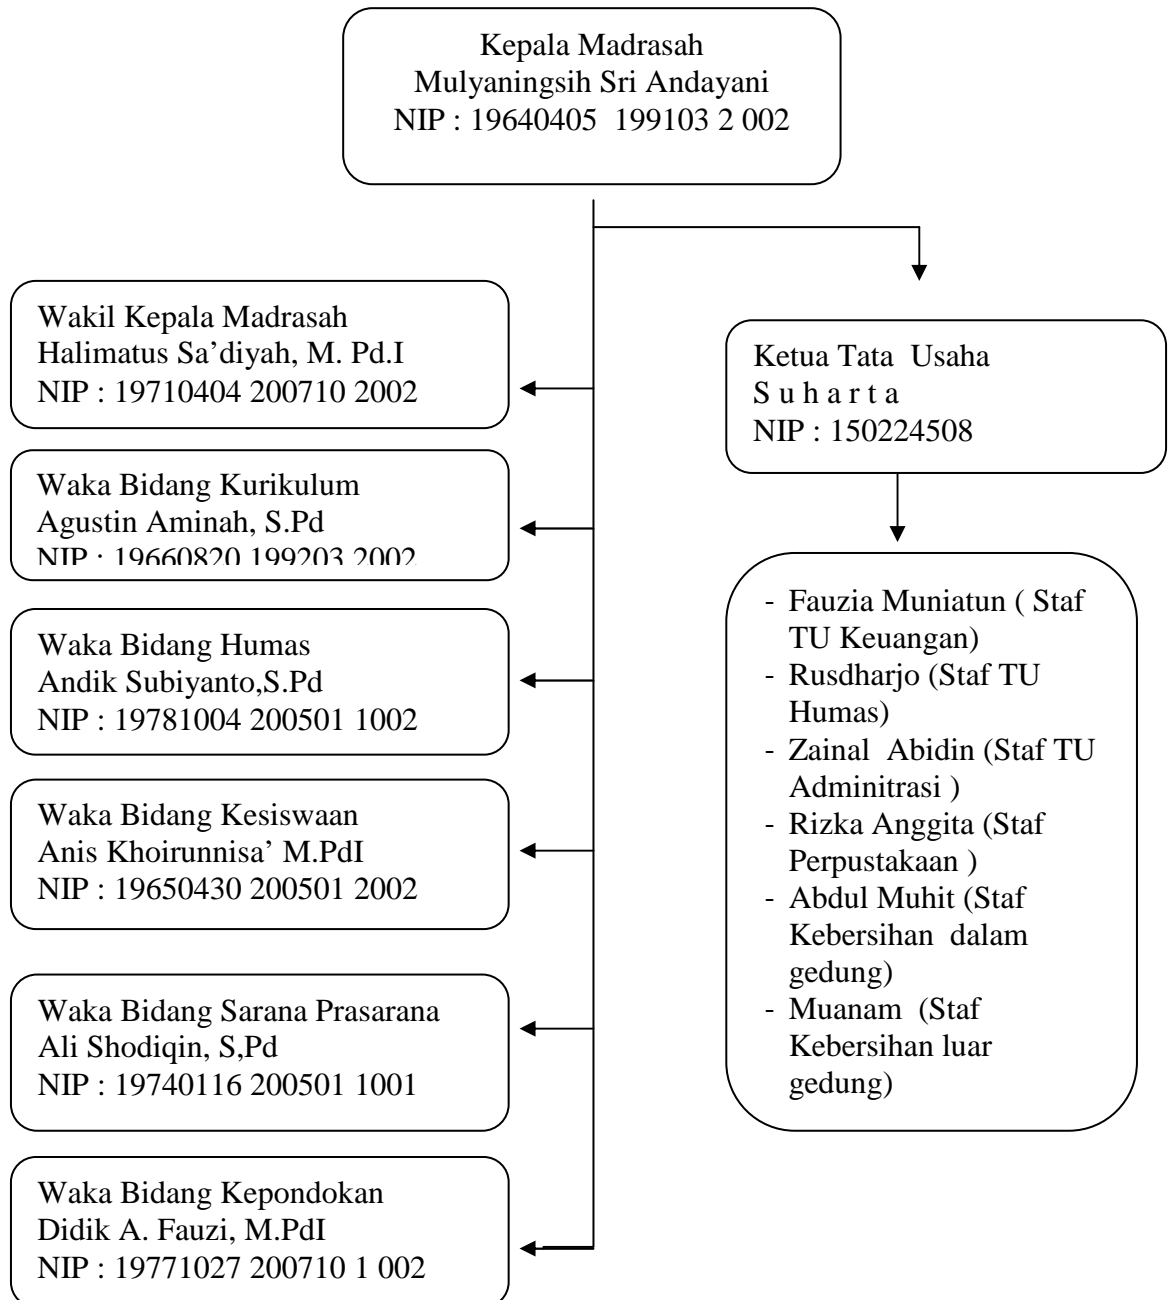 Kepala Madrasah
Mulyaningsih Sri Andayani
NIP : 19640405 199103 2 002
Wakil Kepala Madrasah
Halimatus Sa’diyah, M. Pd.I
NIP : 19710404 200710 2002
Waka Bidang Kurikulum
Agustin Aminah, S.Pd
NIP : 19660820 199203 2002
Waka Bidang Humas
Andik Subiyanto,S.Pd
NIP : 19781004 200501 1002
Waka Bidang Kesiswaan
Anis Khoirunnisa’ M.PdI
NIP : 19650430 200501 2002
Waka Bidang Sarana Prasarana
Ali Shodiqin, S,Pd
NIP : 19740116 200501 1001
Waka Bidang Kepondokan
Didik A. Fauzi, M.PdI
NIP : 19771027 200710 1 002
Ketua Tata Usaha
S u h a r t a
NIP : 150224508
- Fauzia Muniatun ( Staf
TU Keuangan)
- Rusdharjo (Staf TU
Humas)
- Zainal Abidin (Staf TU
Adminitrasi )
- Rizka Anggita (Staf
Perpustakaan )
- Abdul Muhit (Staf
Kebersihan dalam
gedung)
- Muanam (Staf
Kebersihan luar
gedung)